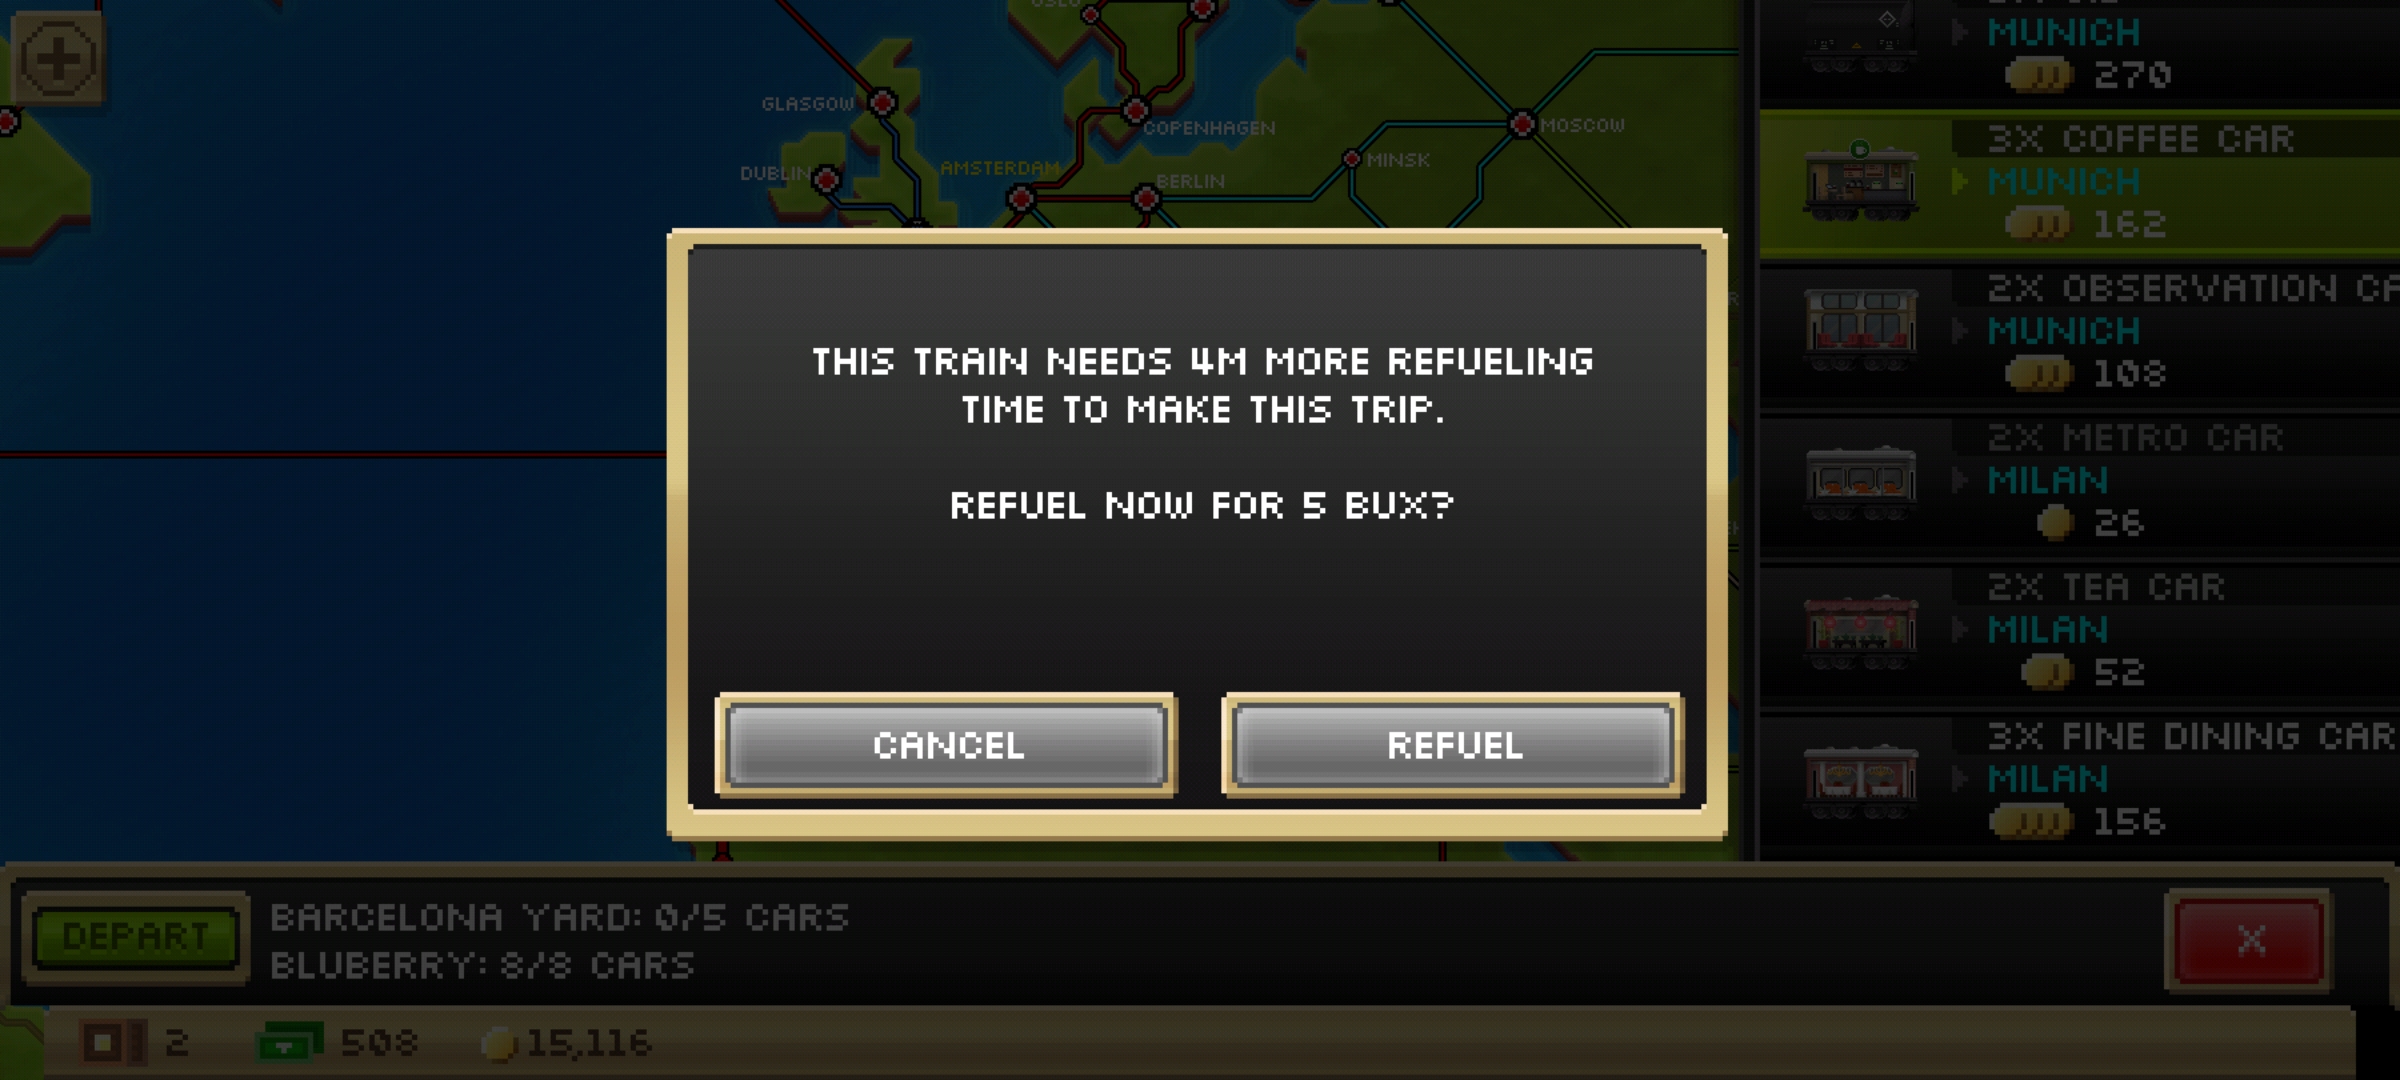 OSLO
GLASGOW
COPENHAGEN
MOSCOW
DUBLIN
AMSTERDAM
BERLIN
MINSK
THIS TRAIN NEEDS 4M MORE REFUELING
TIME TO MAKE THIS TRIP.
REFUEL NOW FOR 5 BUX?
CANCEL
REFUEL
MUNICH
270
3X COFFEE CAR
MUNICH
162
2X OBSERVATION CA
MUNICH
108
2X METRO CAR
MILAN
26
2X TEA CAR
MILAN
52
3X FINE DINING CAR
MILAN
156
DEPART
BARCELONA YARD: 0/5 CARS
BLUBERRY: 8/8 CARS
X
2
508
15,116